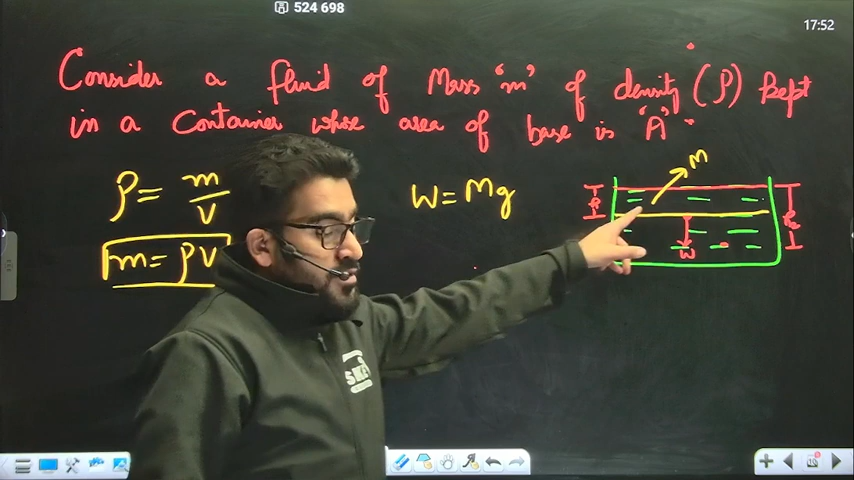 524 698
17:52
Consider a fluid of Mass 'm' of density (ρ) kept
in a Container whose area of base is 'A'.
ρ = m/V
m = ρV
W = Mg
M
W